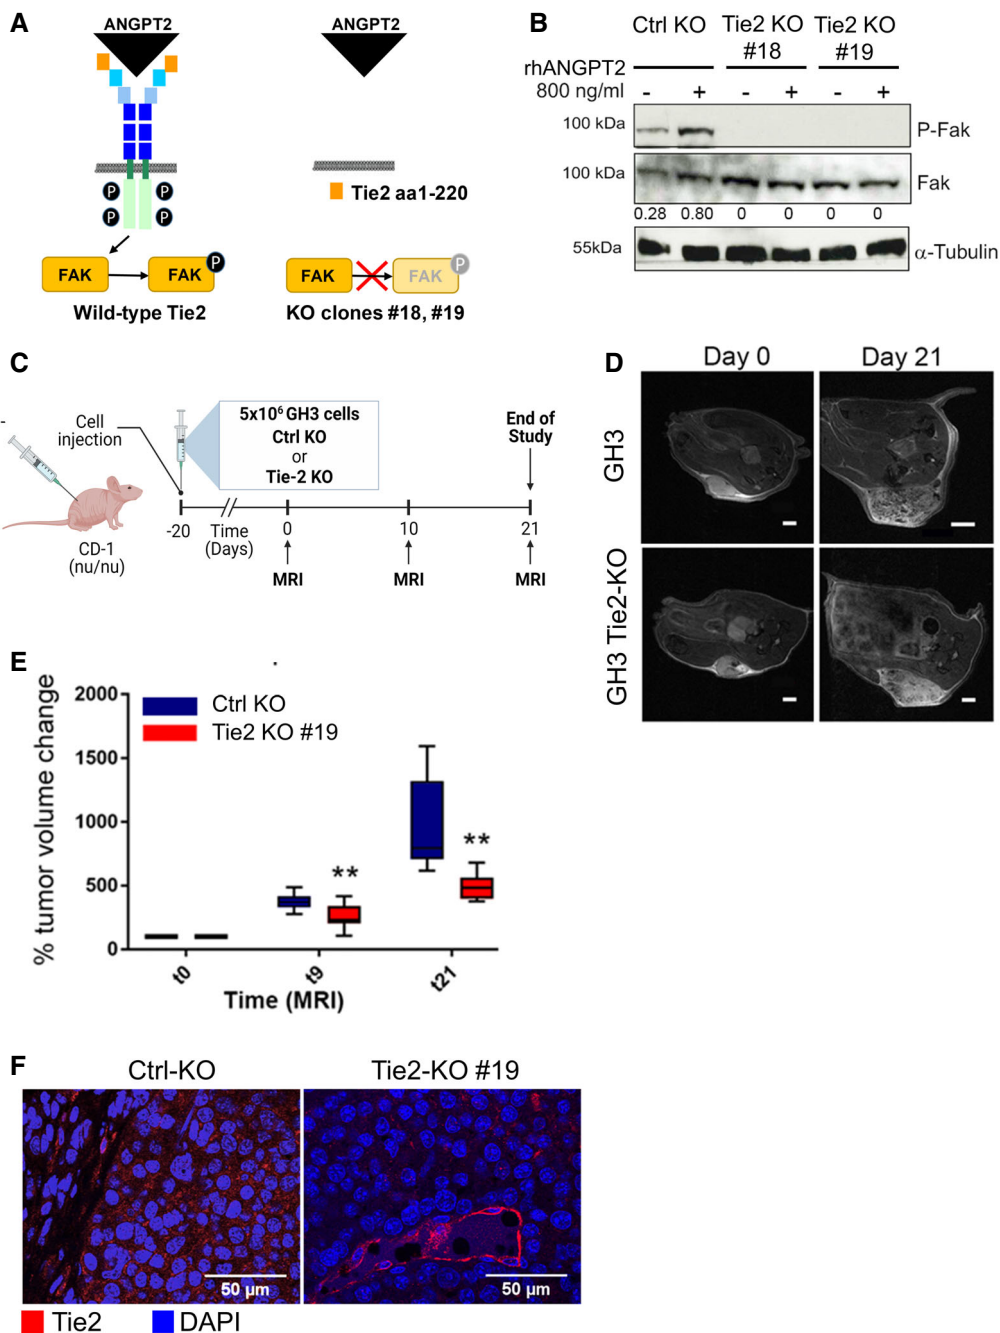 A
ANGPT2
ANGPT2
P P
P P
Tie2 aa1-220
FAK
FAK
P
FAK
FAK
P
Wild-type Tie2
KO clones #18, #19
B
Ctrl KO
Tie2 KO
#18
Tie2 KO
#19
rhANGPT2
800 ng/ml
- + - + - +
100 kDa
P-Fak
100 kDa
Fak
0.28 0.80 0 0 0 0
55kDa
α-Tubulin
C
Cell
injection
5x10⁶ GH3 cells
Ctrl KO
or
Tie-2 KO
End of
Study
-20
Time
(Days)
0
10
21
CD-1
(nu/nu)
MRI
MRI
MRI
D
Day 0
Day 21
GH3
GH3 Tie2-KO
E
% tumor volume change
2000
1500
1000
500
0
Ctrl KO
Tie2 KO #19
**
**
t0
t9
t21
Time (MRI)
F
Ctrl-KO
Tie2-KO #19
50 µm
50 µm
Tie2
DAPI